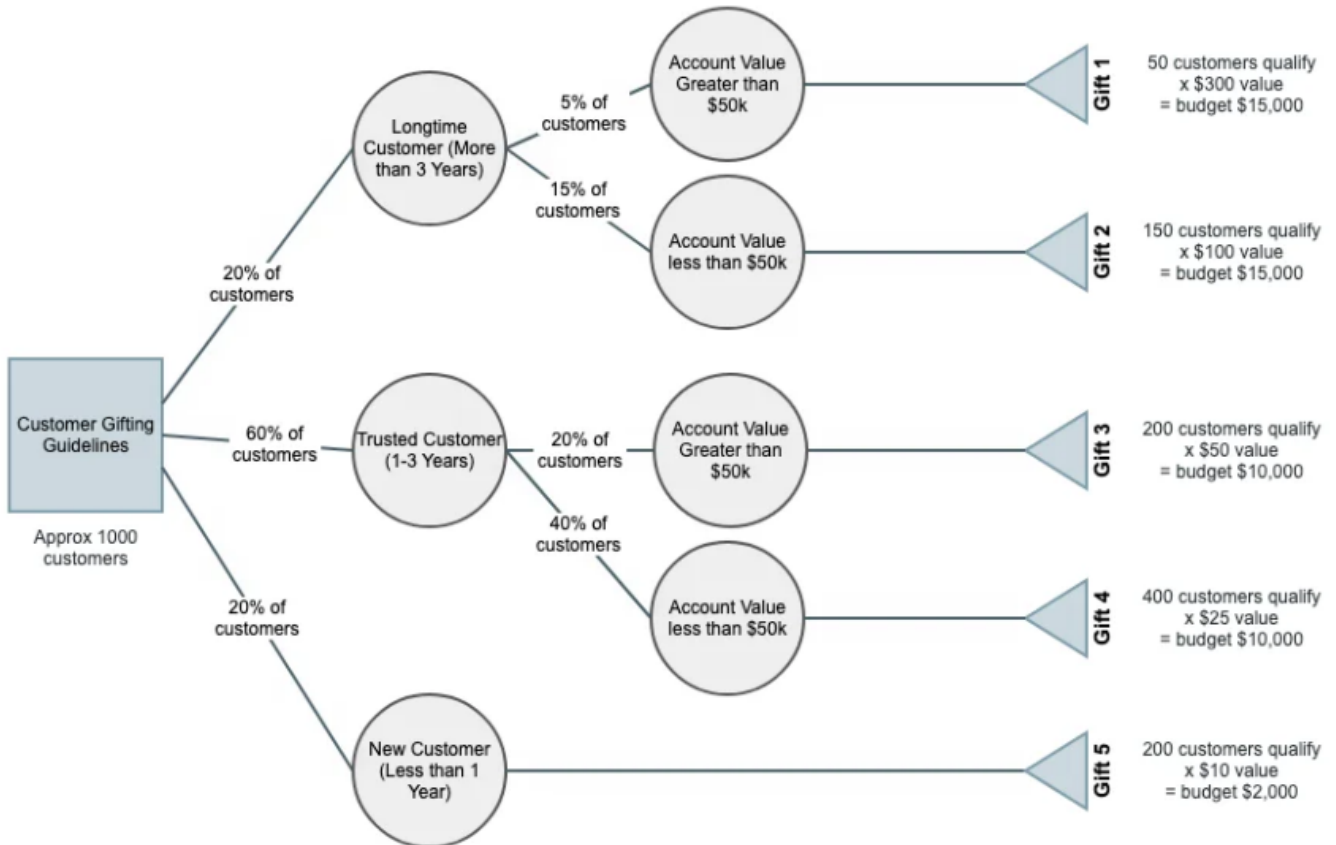 Customer Gifting
Guidelines
Approx 1000
customers
20% of
customers
60% of
customers
20% of
customers
Longtime
Customer (More
than 3 Years)
5% of
customers
15% of
customers
Account Value
Greater than
$50k
Gift 1
50 customers qualify
x $300 value
= budget $15,000
Account Value
less than $50k
Gift 2
150 customers qualify
x $100 value
= budget $15,000
Trusted Customer
(1-3 Years)
20% of
customers
40% of
customers
Account Value
Greater than
$50k
Gift 3
200 customers qualify
x $50 value
= budget $10,000
Account Value
less than $50k
Gift 4
400 customers qualify
x $25 value
= budget $10,000
New Customer
(Less than 1
Year)
Gift 5
200 customers qualify
x $10 value
= budget $2,000